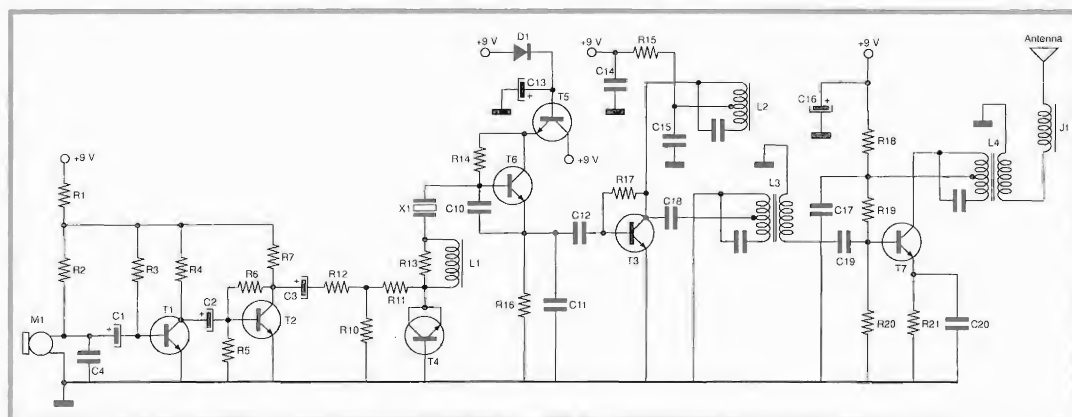 Antenna
+9 V
D1
+9 V
R15
+9 V
C13
C14
T5
L2
C16
J1
L4
C15
R18
+9 V
R14
T6
+9 V
R1
R17
L3
X1
C10
C17
R19
C12
C18
R2
R3
R4
R7
R13
L1
T3
C19
T7
R6
C3
R12
R11
C1
T1
C2
T2
R16
C11
R20
R21
C20
M1
R5
R10
T4
C4